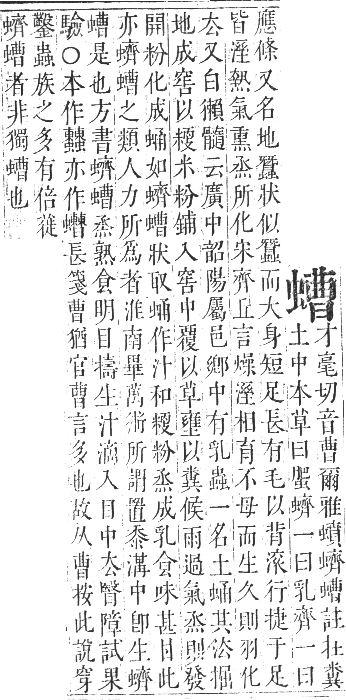 螬
才毫切音曹爾雅蟦蠐螬註在糞
土中本草曰蟹蠐一曰乳齊一曰
應條又名地蠶狀似蠶而大身短足長有毛以背滚行捷于足
皆溼熱氣熏烝所化宋齊丘言燥溼相育不母而生久則羽化
厺又白獺髓云廣中韶陽屬邑鄉中有乳蟲一名土蛹其法掘
地成窖以粳米粉鋪入窖中覆以草壅以糞候雨過氣烝則發
開粉化成蛹如蠐螬狀取蛹作汁和粳粉烝成乳食味甚甘此
亦蠐螬之類人力所爲者淮南畢萬術所謂置黍溝中卽生蠐
螬是也方書蠐螬烝熟食明目擣生汁滴入目中厺瞖障試果
驗〇本作𧕩亦作螬長箋曹猶官曹言多也故从曹按此說穿
鑿蟲族之多有倍蓰
蠐螬者非獨螬也